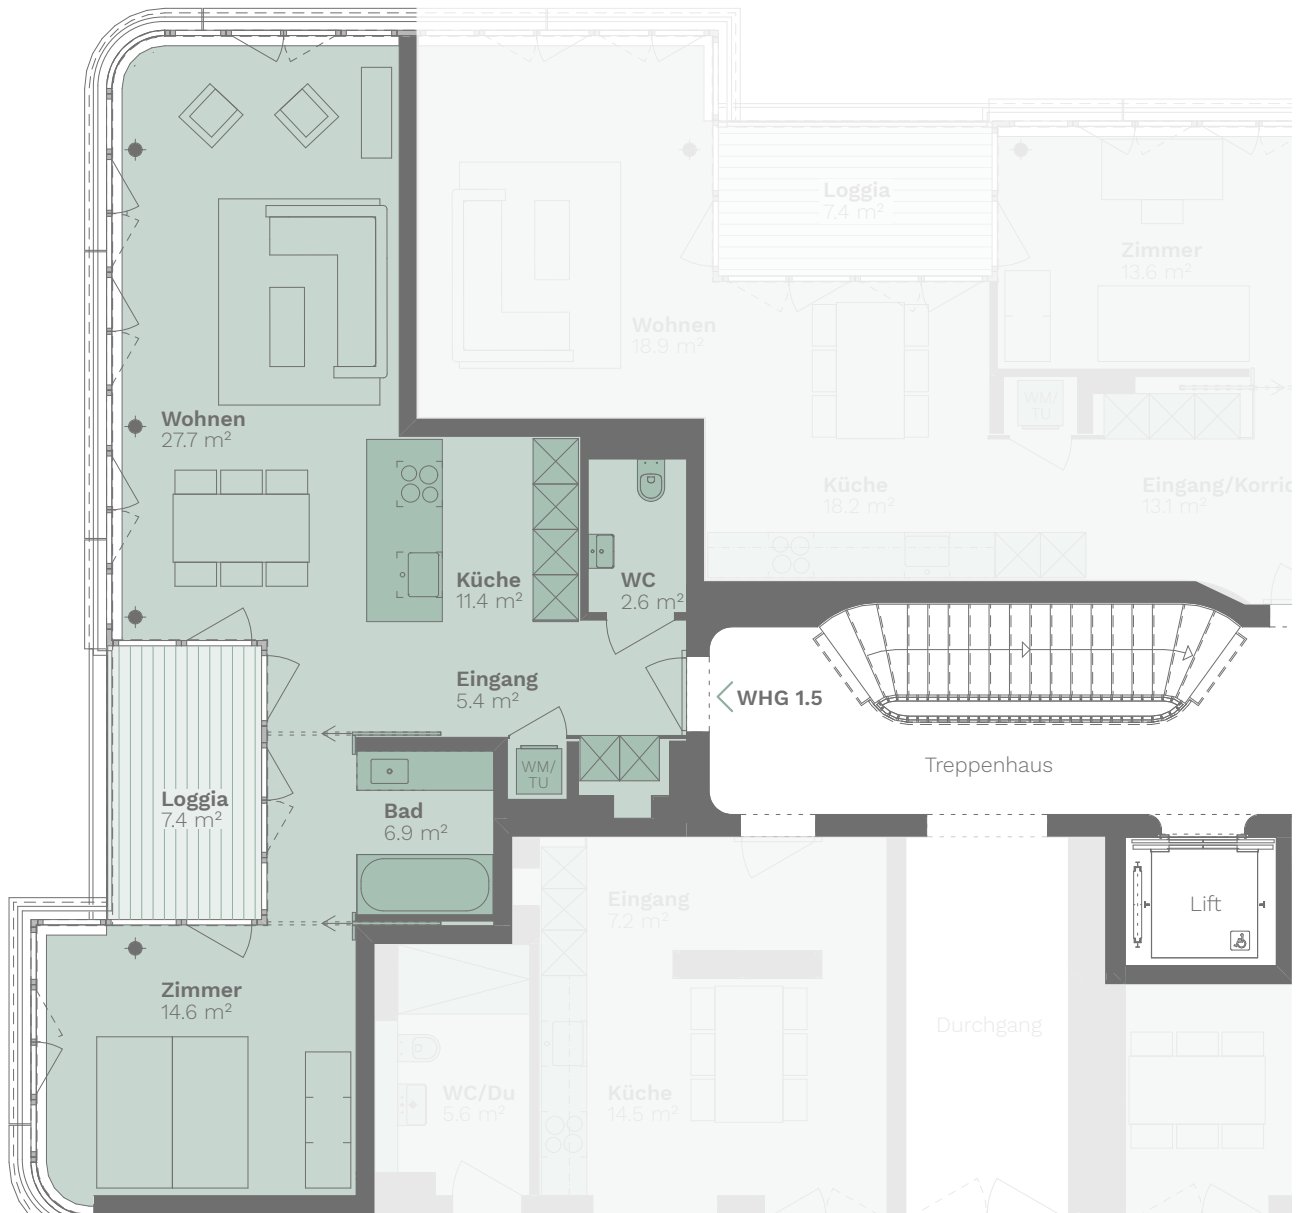 Loggia
7.4 m²
Zimmer
13.6 m²
Wohnen
18.9 m²
WM/
TU
Wohnen
27.7 m²
Küche
18.2 m²
Eingang/Korric
13.1 m²
Küche
11.4 m²
WC
2.6 m²
Eingang
5.4 m²
WHG 1.5
Treppenhaus
WM/
TU
Loggia
7.4 m²
Bad
6.9 m²
Eingang
7.2 m²
Lift
Zimmer
14.6 m²
Durchgang
WC/Du
5.6 m²
Küche
14.5 m²